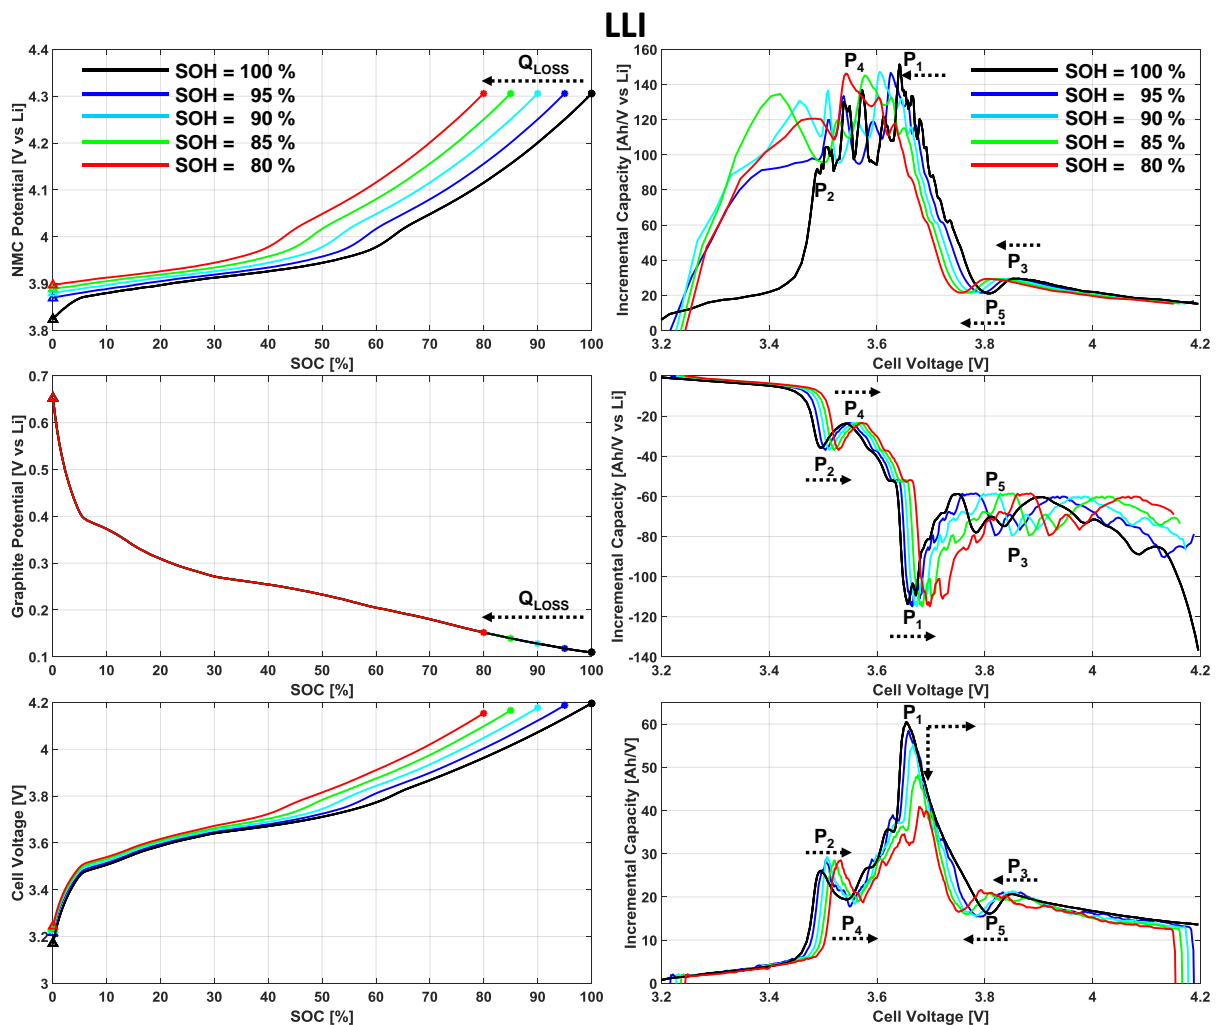 LLI
4.4
4.3
4.2
4.1
4
3.9
3.8
NMC Potential [V vs Li]
SOH = 100 %
SOH = 95 %
SOH = 90 %
SOH = 85 %
SOH = 80 %
QLOSS
0 10 20 30 40 50 60 70 80 90 100
SOC [%]
160
140
120
100
80
60
40
20
0
Incremental Capacity [Ah/V vs Li]
P4
P1
P2
P3
P5
SOH = 100 %
SOH = 95 %
SOH = 90 %
SOH = 85 %
SOH = 80 %
3.2 3.4 3.6 3.8 4 4.2
Cell Voltage [V]
0.7
0.6
0.5
0.4
0.3
0.2
0.1
Graphite Potential [V vs Li]
QLOSS
0 10 20 30 40 50 60 70 80 90 100
SOC [%]
0
-20
-40
-60
-80
-100
-120
-140
Incremental Capacity [Ah/V vs Li]
P4
P2
P5
P3
P1
3.2 3.4 3.6 3.8 4 4.2
Cell Voltage [V]
4.2
4
3.8
3.6
3.4
3.2
3
Cell Voltage [V]
0 10 20 30 40 50 60 70 80 90 100
SOC [%]
60
50
40
30
20
10
0
Incremental Capacity [Ah/V]
P1
P2
P3
P4
P5
3.2 3.4 3.6 3.8 4 4.2
Cell Voltage [V]